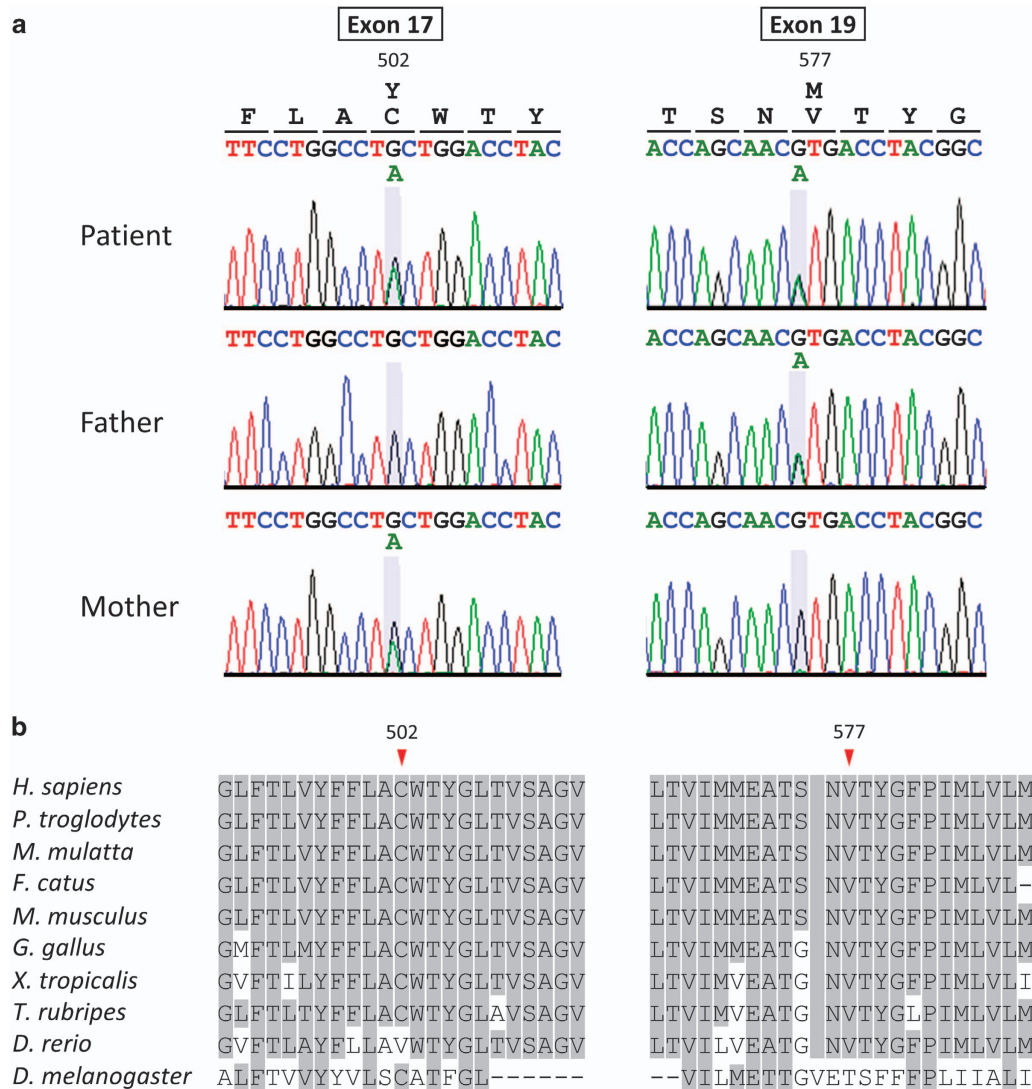 a
Exon 17 Exon 19
502 577
Y M
F L A C W T Y T S N V T Y G
TTCCTGGCCTGCTGGACCTAC ACCAGCAACGTGACCTACGGC
A A
Patient
TTCCTGGCCTGCTGGACCTAC ACCAGCAACGTGACCTACGGC
A
Father
TTCCTGGCCTGCTGGACCTAC ACCAGCAACGTGACCTACGGC
A
Mother
b
502 577
H. sapiens GLFTLVYFFLACWTYGLTVSAGV LTVIMMEATS NVTYGFPIMLVLM
P. troglodytes GLFTLVYFFLACWTYGLTVSAGV LTVIMMEATS NVTYGFPIMLVLM
M. mulatta GLFTLVYFFLACWTYGLTVSAGV LTVIMMEATS NVTYGFPIMLVLM
F. catus GLFTLVYFFLACWTYGLTVSAGV LTVIMMEATS NVTYGFPIMLVL-
M. musculus GLFTLVYFFLACWTYGLTVSAGV LTVIMMEATS NVTYGFPIMLVLM
G. gallus GMFTLMYFFLACWTYGLTVSAGV LTVIMMEATG NVTYGFPIMLVLM
X. tropicalis GVFTILYFFLACWTYGLTVSAGV LTVIMVEATG NVTYGFPIMLVLI
T. rubripes GLFTLTYFFLACWTYGLAVSAGV LTVIMVEATG NVTYGLPIMLVLM
D. rerio GVFTLAYFLLAVWTYGLTVSAGV LTVILVEATG NVTYGFPIMLVLM
D. melanogaster ALFTVVYYVLSCATFGL------ --VILMETTGVETSFFFPLIIALI